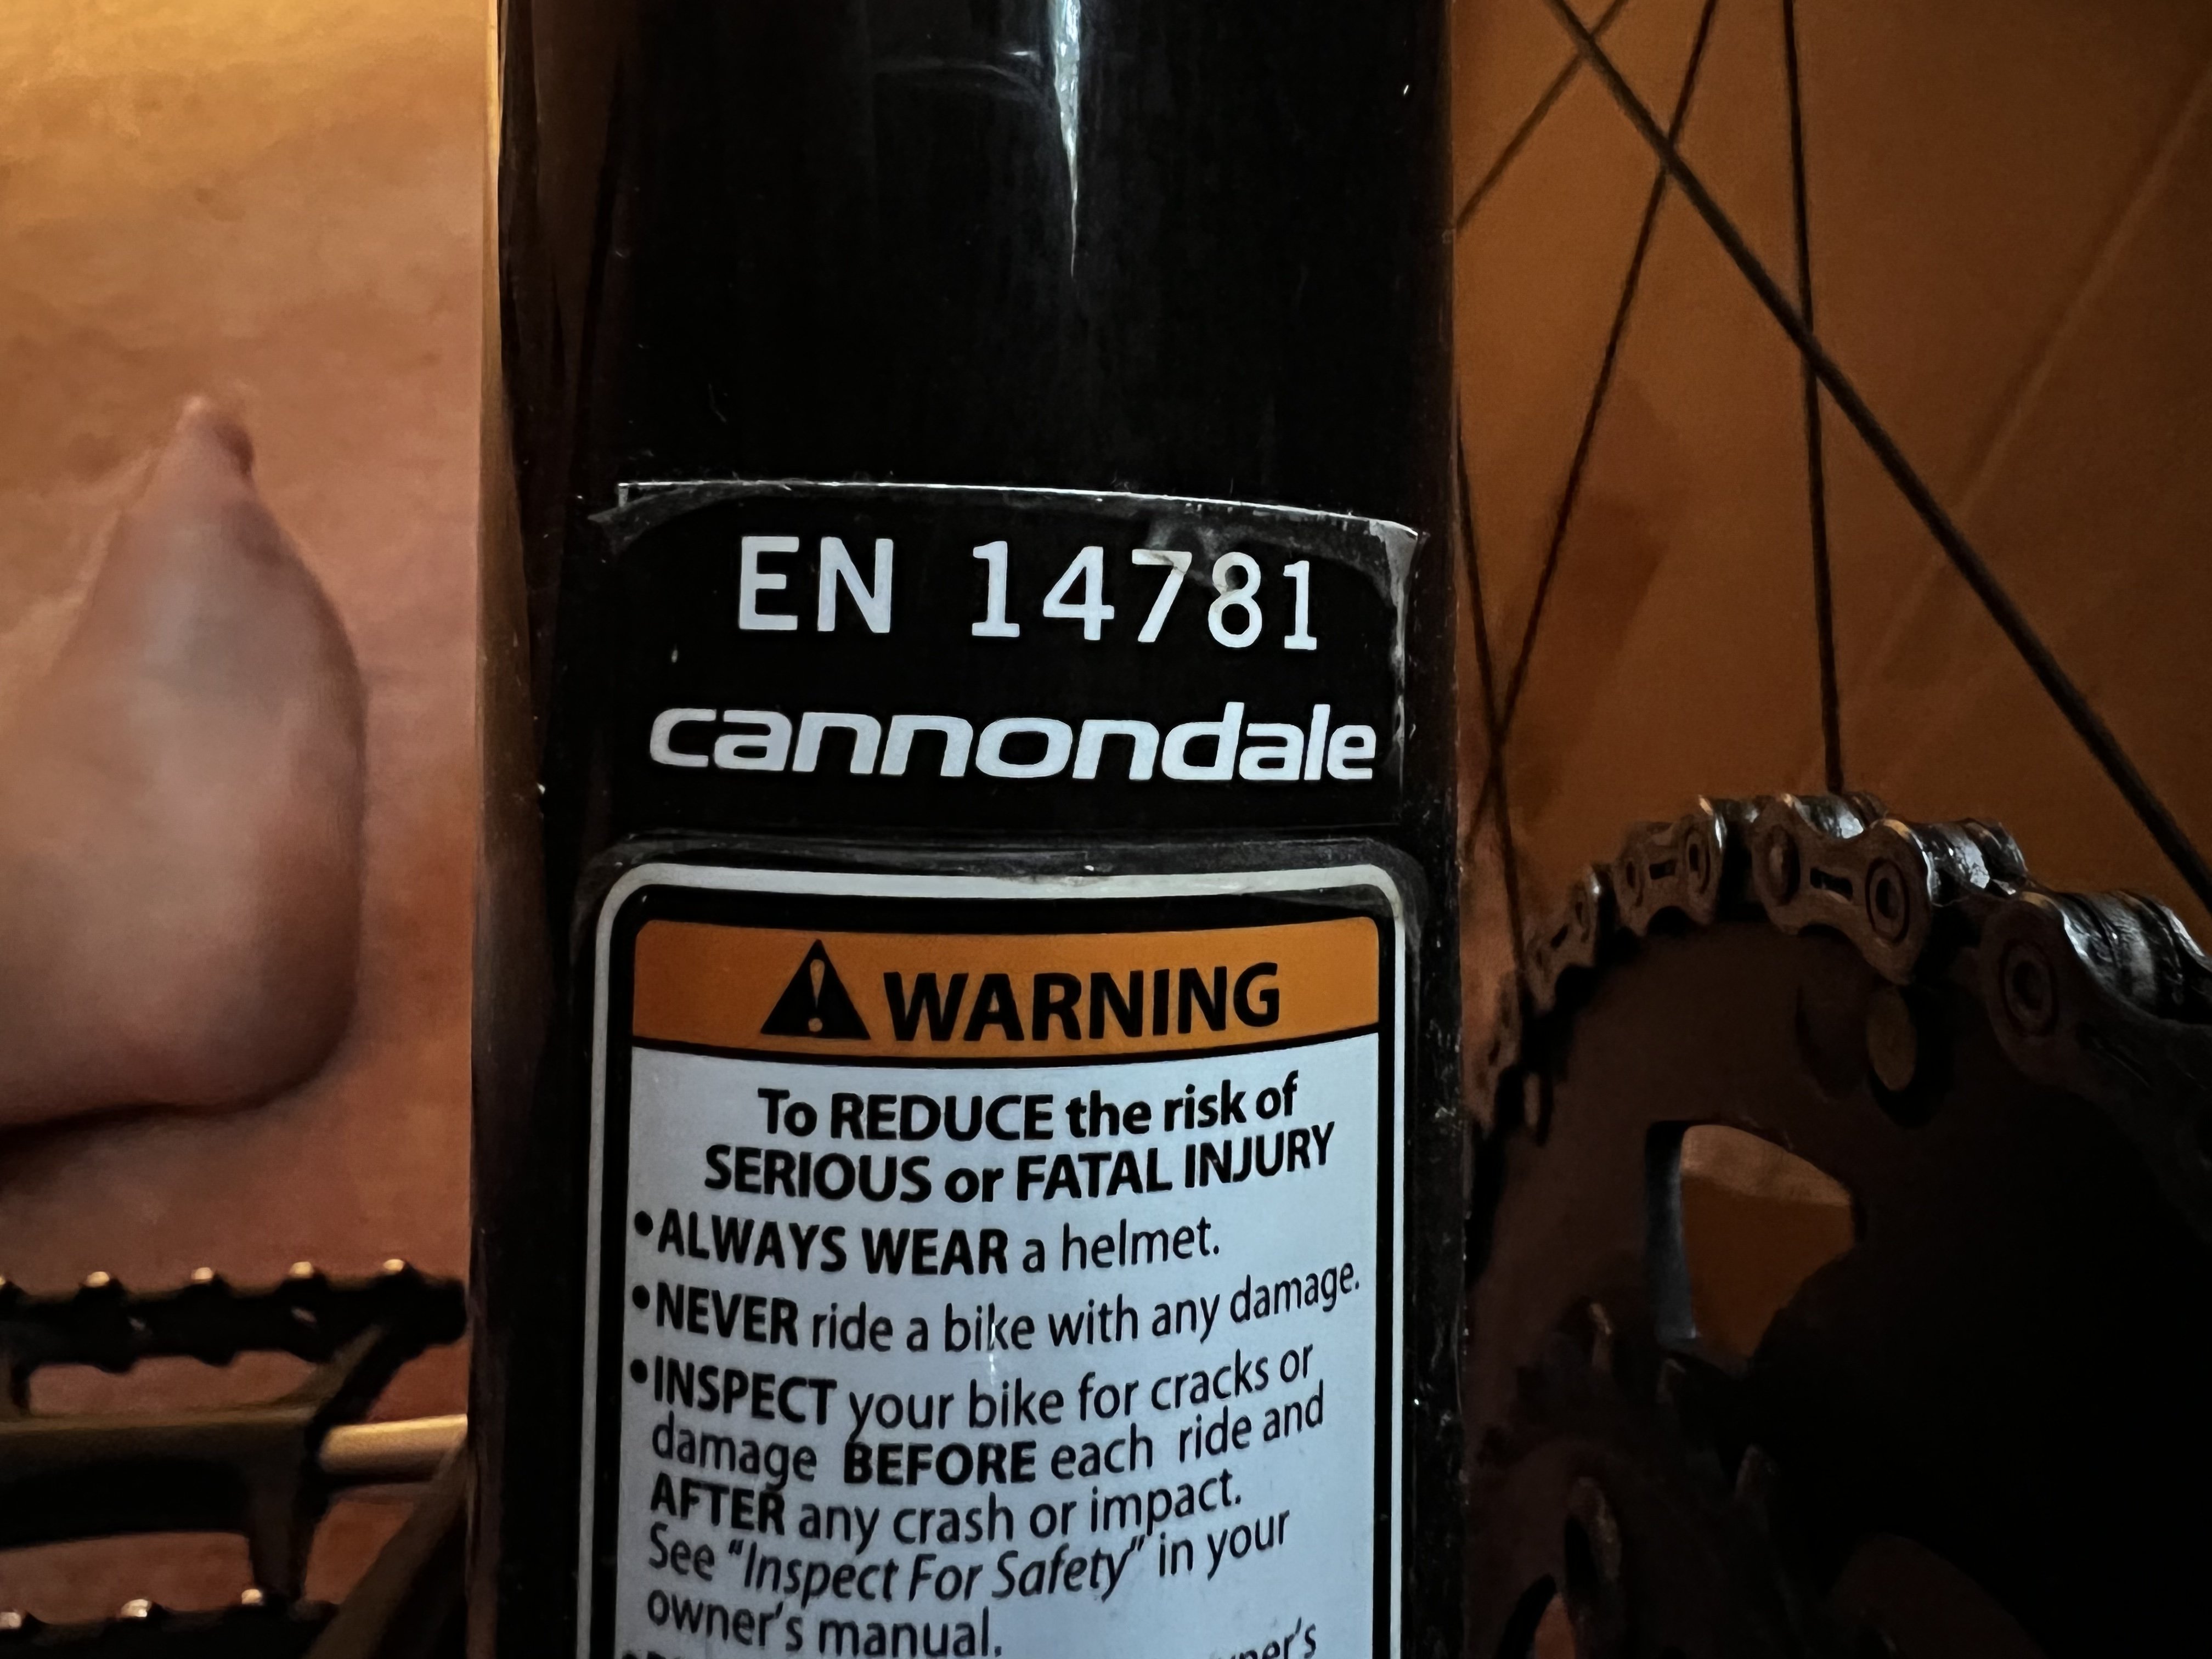 EN 14781
cannondale
WARNING
To REDUCE the risk of
SERIOUS or FATAL INJURY
•ALWAYS WEAR a helmet.
•NEVER ride a bike with any damage.
•INSPECT your bike for cracks or
damage BEFORE each ride and
AFTER any crash or impact.
See “Inspect For Safety” in your
owner's manual.